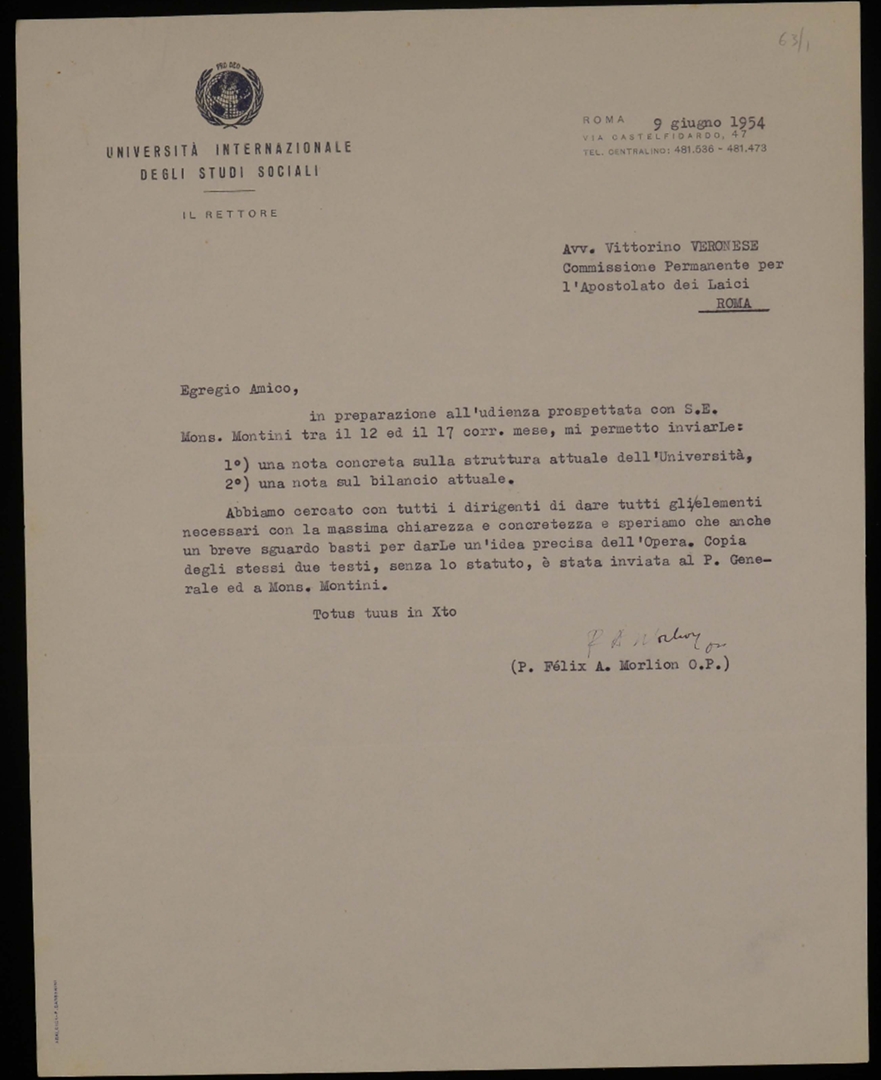 63/1
PRO DEO
UNIVERSITÀ INTERNAZIONALE
DEGLI STUDI SOCIALI
IL RETTORE
ROMA 9 giugno 1954
VIA CASTELFIDARDO, 47
TEL. CENTRALINO: 481.536 - 481.473
Avv. Vittorino VERONESE
Commissione Permanente per
l'Apostolato dei Laici
ROMA
Egregio Amico,
in preparazione all'udienza prospettata con S.E.
Mons. Montini tra il 12 ed il 17 corr. mese, mi permetto inviarLe:
1°) una nota concreta sulla struttura attuale dell'Università,
2°) una nota sul bilancio attuale.
Abbiamo cercato con tutti i dirigenti di dare tutti gli/elementi
necessari con la massima chiarezza e concretezza e speriamo che anche
un breve sguardo basti per darLe un'idea precisa dell'Opera. Copia
degli stessi due testi, senza lo statuto, è stata inviata al P. Gene-
rale ed a Mons. Montini.
Totus tuus in Xto
F A Morlion
(P. Félix A. Morlion O.P.)